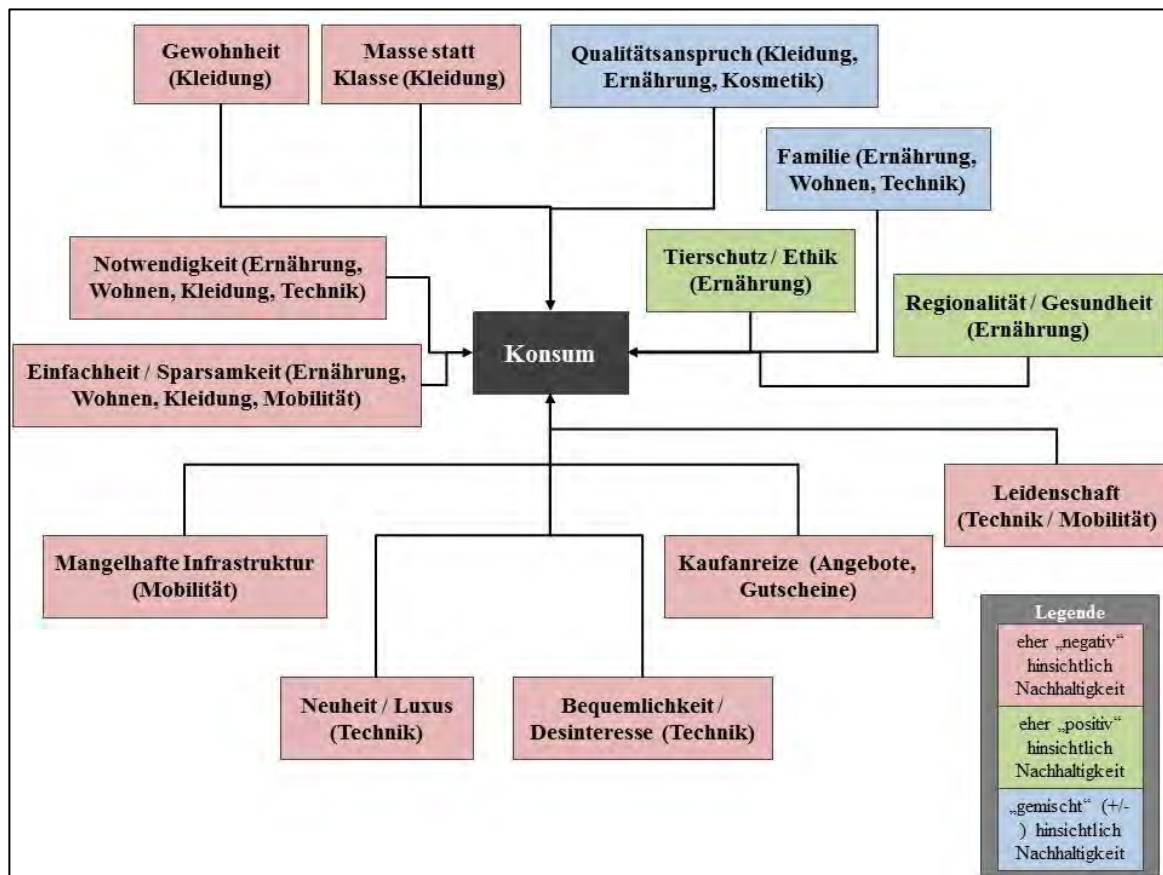 Gewohnheit
(Kleidung)
Masse statt
Klasse (Kleidung)
Qualitätsanspruch (Kleidung,
Ernährung, Kosmetik)
Familie (Ernährung,
Wohnen, Technik)
Notwendigkeit (Ernährung,
Wohnen, Kleidung, Technik)
Tierschutz / Ethik
(Ernährung)
Regionalität / Gesundheit
(Ernährung)
Konsum
Einfachheit / Sparsamkeit (Ernährung,
Wohnen, Kleidung, Mobilität)
Leidenschaft
(Technik / Mobilität)
Mangelhafte Infrastruktur
(Mobilität)
Kaufanreize (Angebote,
Gutscheine)
Neuheit / Luxus
(Technik)
Bequemlichkeit /
Desinteresse (Technik)
Legende
eher „negativ“
hinsichtlich
Nachhaltigkeit
eher „positiv“
hinsichtlich
Nachhaltigkeit
„gemischt“ (+/-
) hinsichtlich
Nachhaltigkeit